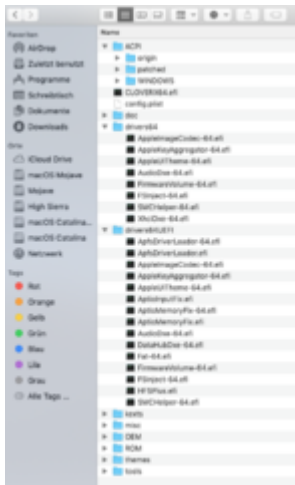 Favoriten
AirDrop
Zuletzt benutzt
Programme
Schreibtisch
Dokumente
Downloads
Orte
iCloud Drive
macOS Mojave
Mojave
High Sierra
macOS Catalina...
macOS Catalina
Netzwerk
Tags
Rot
Orange
Gelb
Grün
Blau
Lila
Grau
Alle Tags ...
Name
ACPI
origin
patched
WINDOWS
CLOVERX64.efi
config.plist
doc
drivers64
AppleImageCodec-64.efi
AppleKeyAggregator-64.efi
AppleUITheme-64.efi
AudioDxe-64.efi
FirmwareVolume-64.efi
FSInject-64.efi
SMCHelper-64.efi
XhciDxe-64.efi
drivers64UEFI
ApfsDriverLoader-64.efi
ApfsDriverLoader.efi
AppleImageCodec-64.efi
AppleKeyAggregator-64.efi
AppleUITheme-64.efi
AptioInputFix.efi
AptioMemoryFix-64.efi
AptioMemoryFix.efi
AudioDxe-64.efi
DataHubDxe-64.efi
Fat-64.efi
FirmwareVolume-64.efi
FSInject-64.efi
HFSPlus.efi
SMCHelper-64.efi
kexts
misc
OEM
ROM
themes
tools